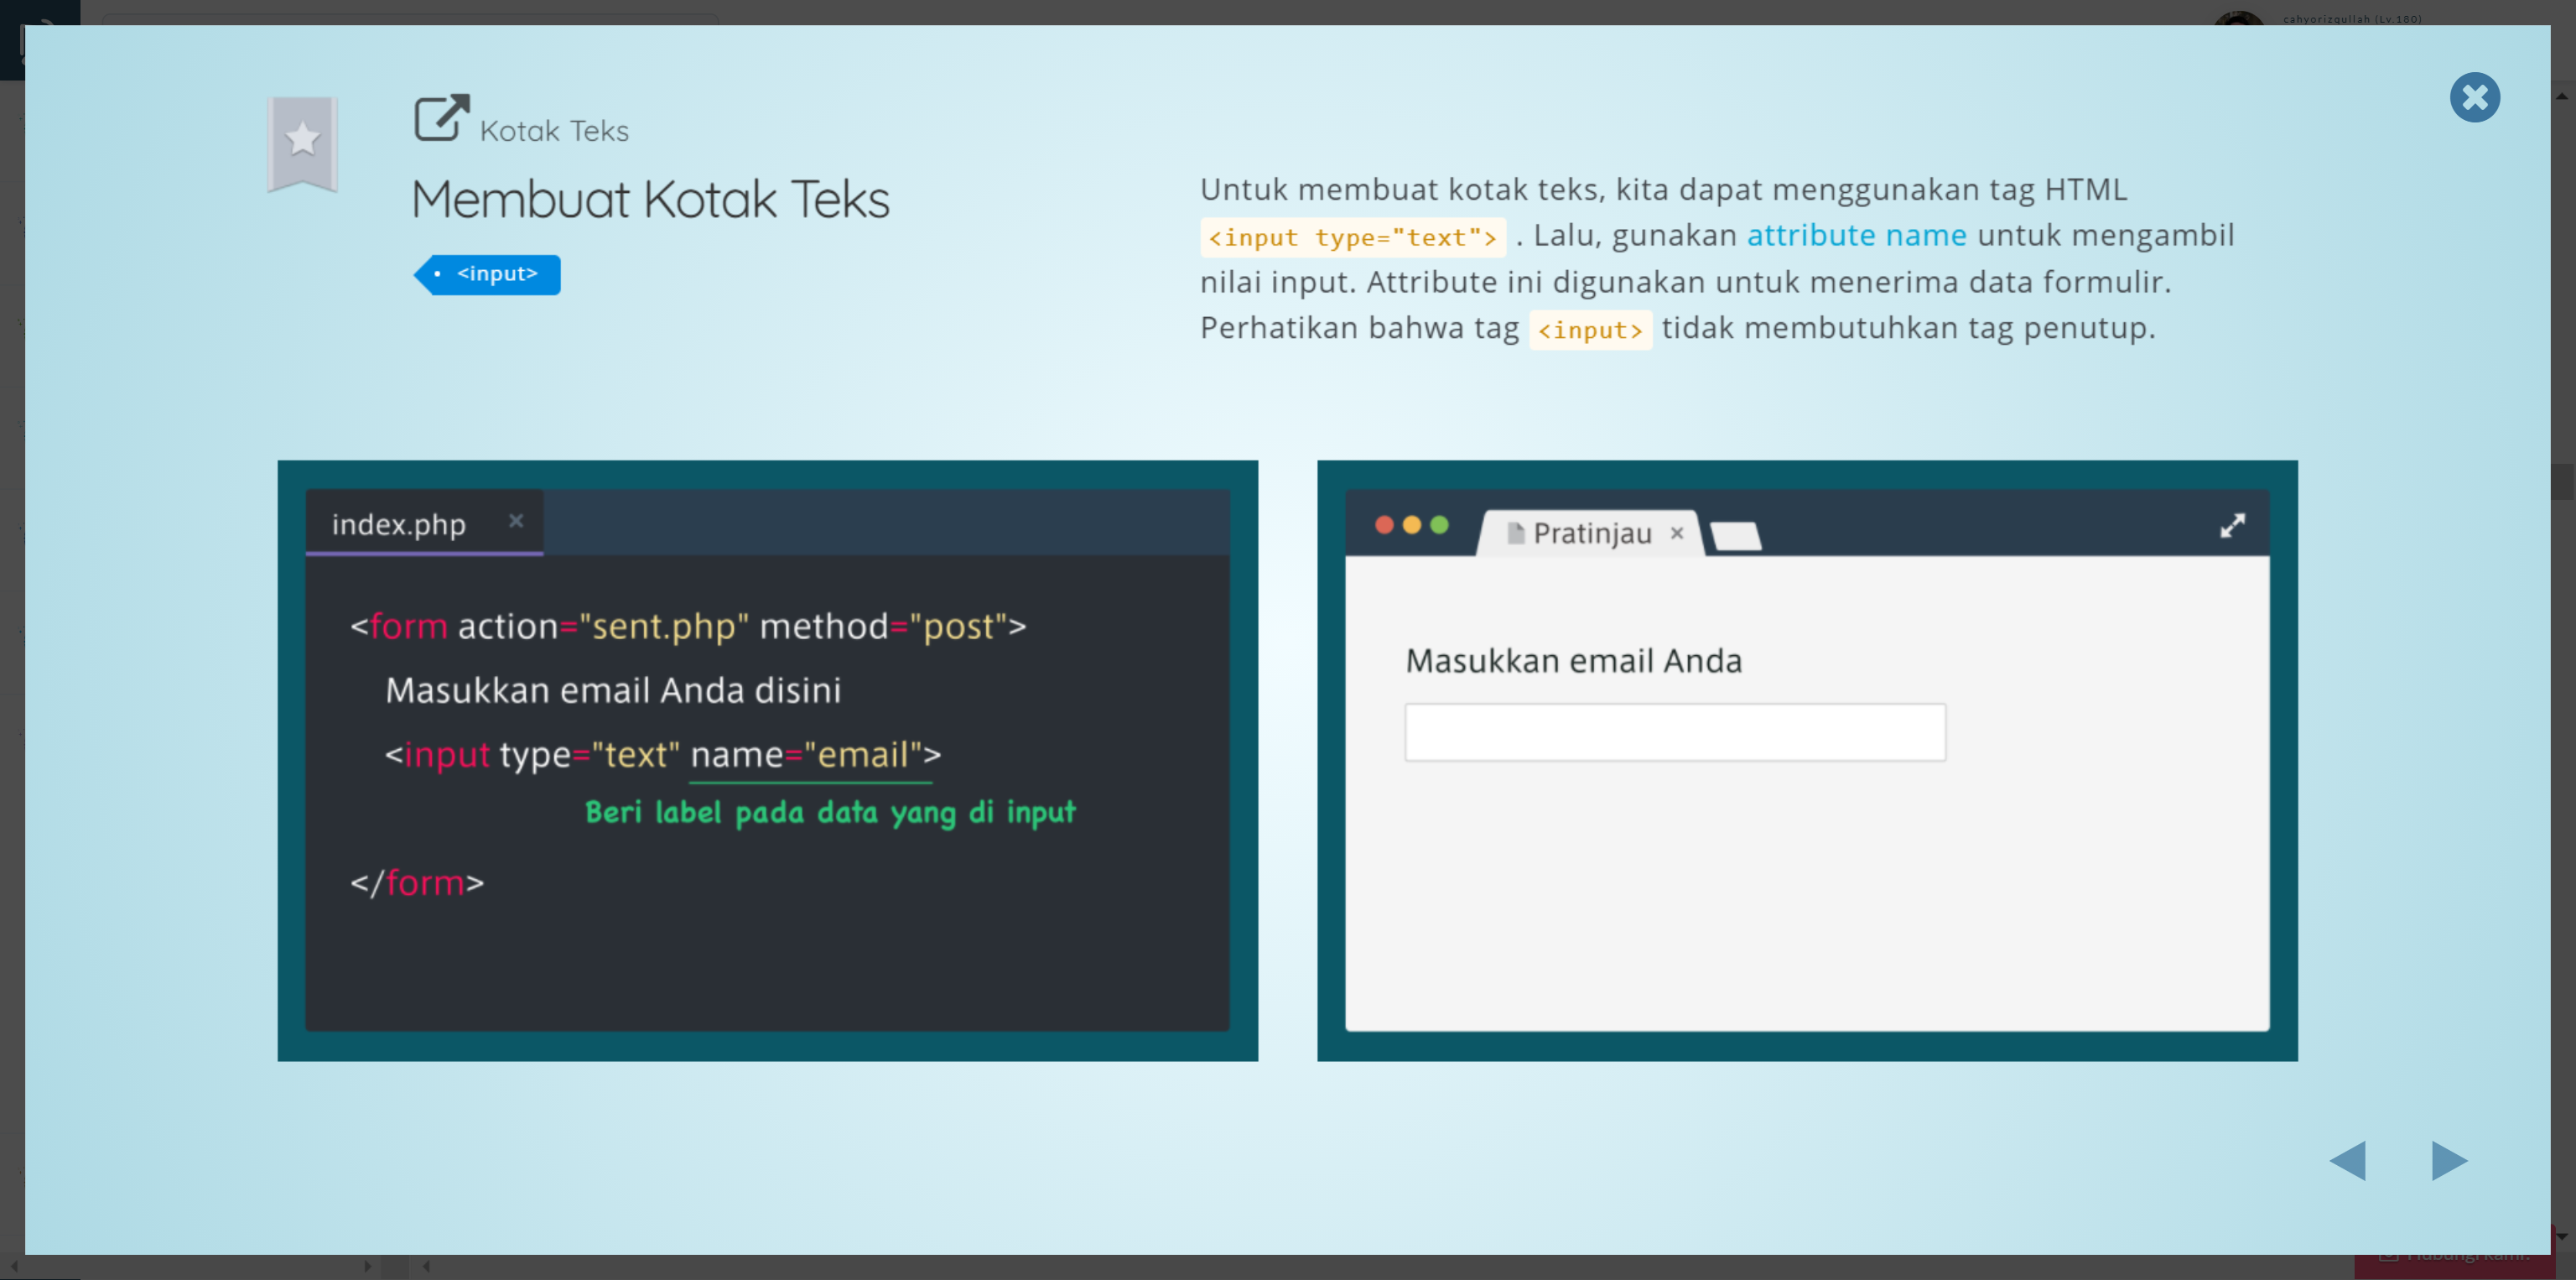 cahyorizqullah (Lv.180)
Kotak Teks
Membuat Kotak Teks
<input>
Untuk membuat kotak teks, kita dapat menggunakan tag HTML
<input type="text"> . Lalu, gunakan attribute name untuk mengambil
nilai input. Attribute ini digunakan untuk menerima data formulir.
Perhatikan bahwa tag <input> tidak membutuhkan tag penutup.
index.php
<form action="sent.php" method="post">
Masukkan email Anda disini
<input type="text" name="email">
Beri label pada data yang di input
</form>
Pratinjau
Masukkan email Anda